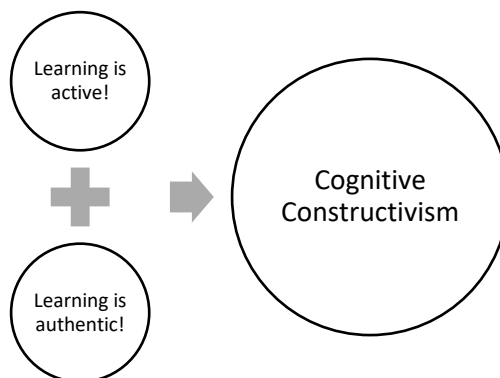 Learning is
active!
Learning is
authentic!
Cognitive
Constructivism